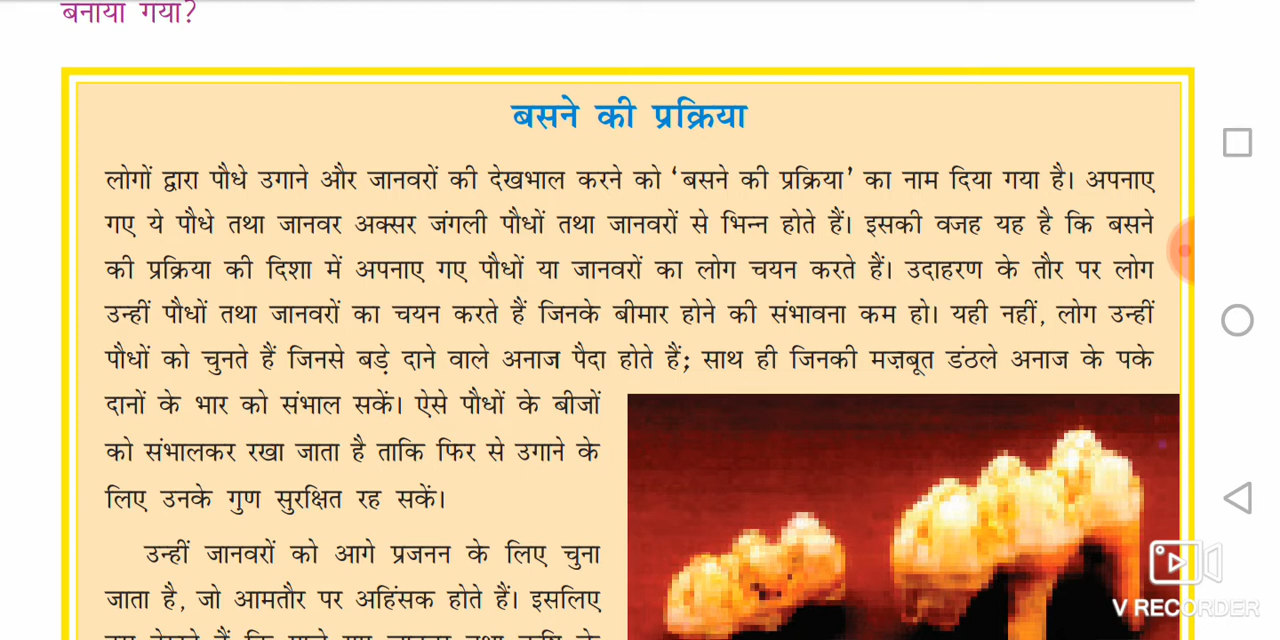 बनाया गया?
बसने की प्रक्रिया
लोगों द्वारा पौधे उगाने और जानवरों की देखभाल करने को ‘बसने की प्रक्रिया’ का नाम दिया गया है। अपनाए
गए ये पौधे तथा जानवर अक्सर जंगली पौधों तथा जानवरों से भिन्न होते हैं। इसकी वजह यह है कि बसने
की प्रक्रिया की दिशा में अपनाए गए पौधों या जानवरों का लोग चयन करते हैं। उदाहरण के तौर पर लोग
उन्हीं पौधों तथा जानवरों का चयन करते हैं जिनके बीमार होने की संभावना कम हो। यही नहीं, लोग उन्हीं
पौधों को चुनते हैं जिनसे बड़े दाने वाले अनाज पैदा होते हैं; साथ ही जिनकी मज़बूत डंठले अनाज के पके
दानों के भार को संभाल सकें। ऐसे पौधों के बीजों
को संभालकर रखा जाता है ताकि फिर से उगाने के
लिए उनके गुण सुरक्षित रह सकें।
उन्हीं जानवरों को आगे प्रजनन के लिए चुना
जाता है, जो आमतौर पर अहिंसक होते हैं। इसलिए
V RECORDER